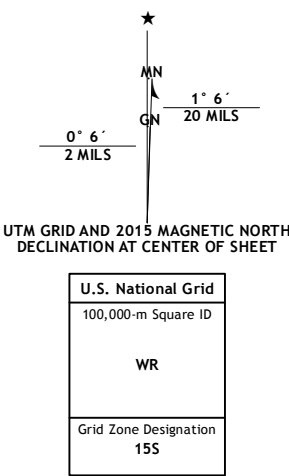 ★
MN
GN
1° 6´
20 MILS
0° 6´
2 MILS
UTM GRID AND 2015 MAGNETIC NORTH
DECLINATION AT CENTER OF SHEET
U.S. National Grid
100,000-m Square ID
WR
Grid Zone Designation
15S